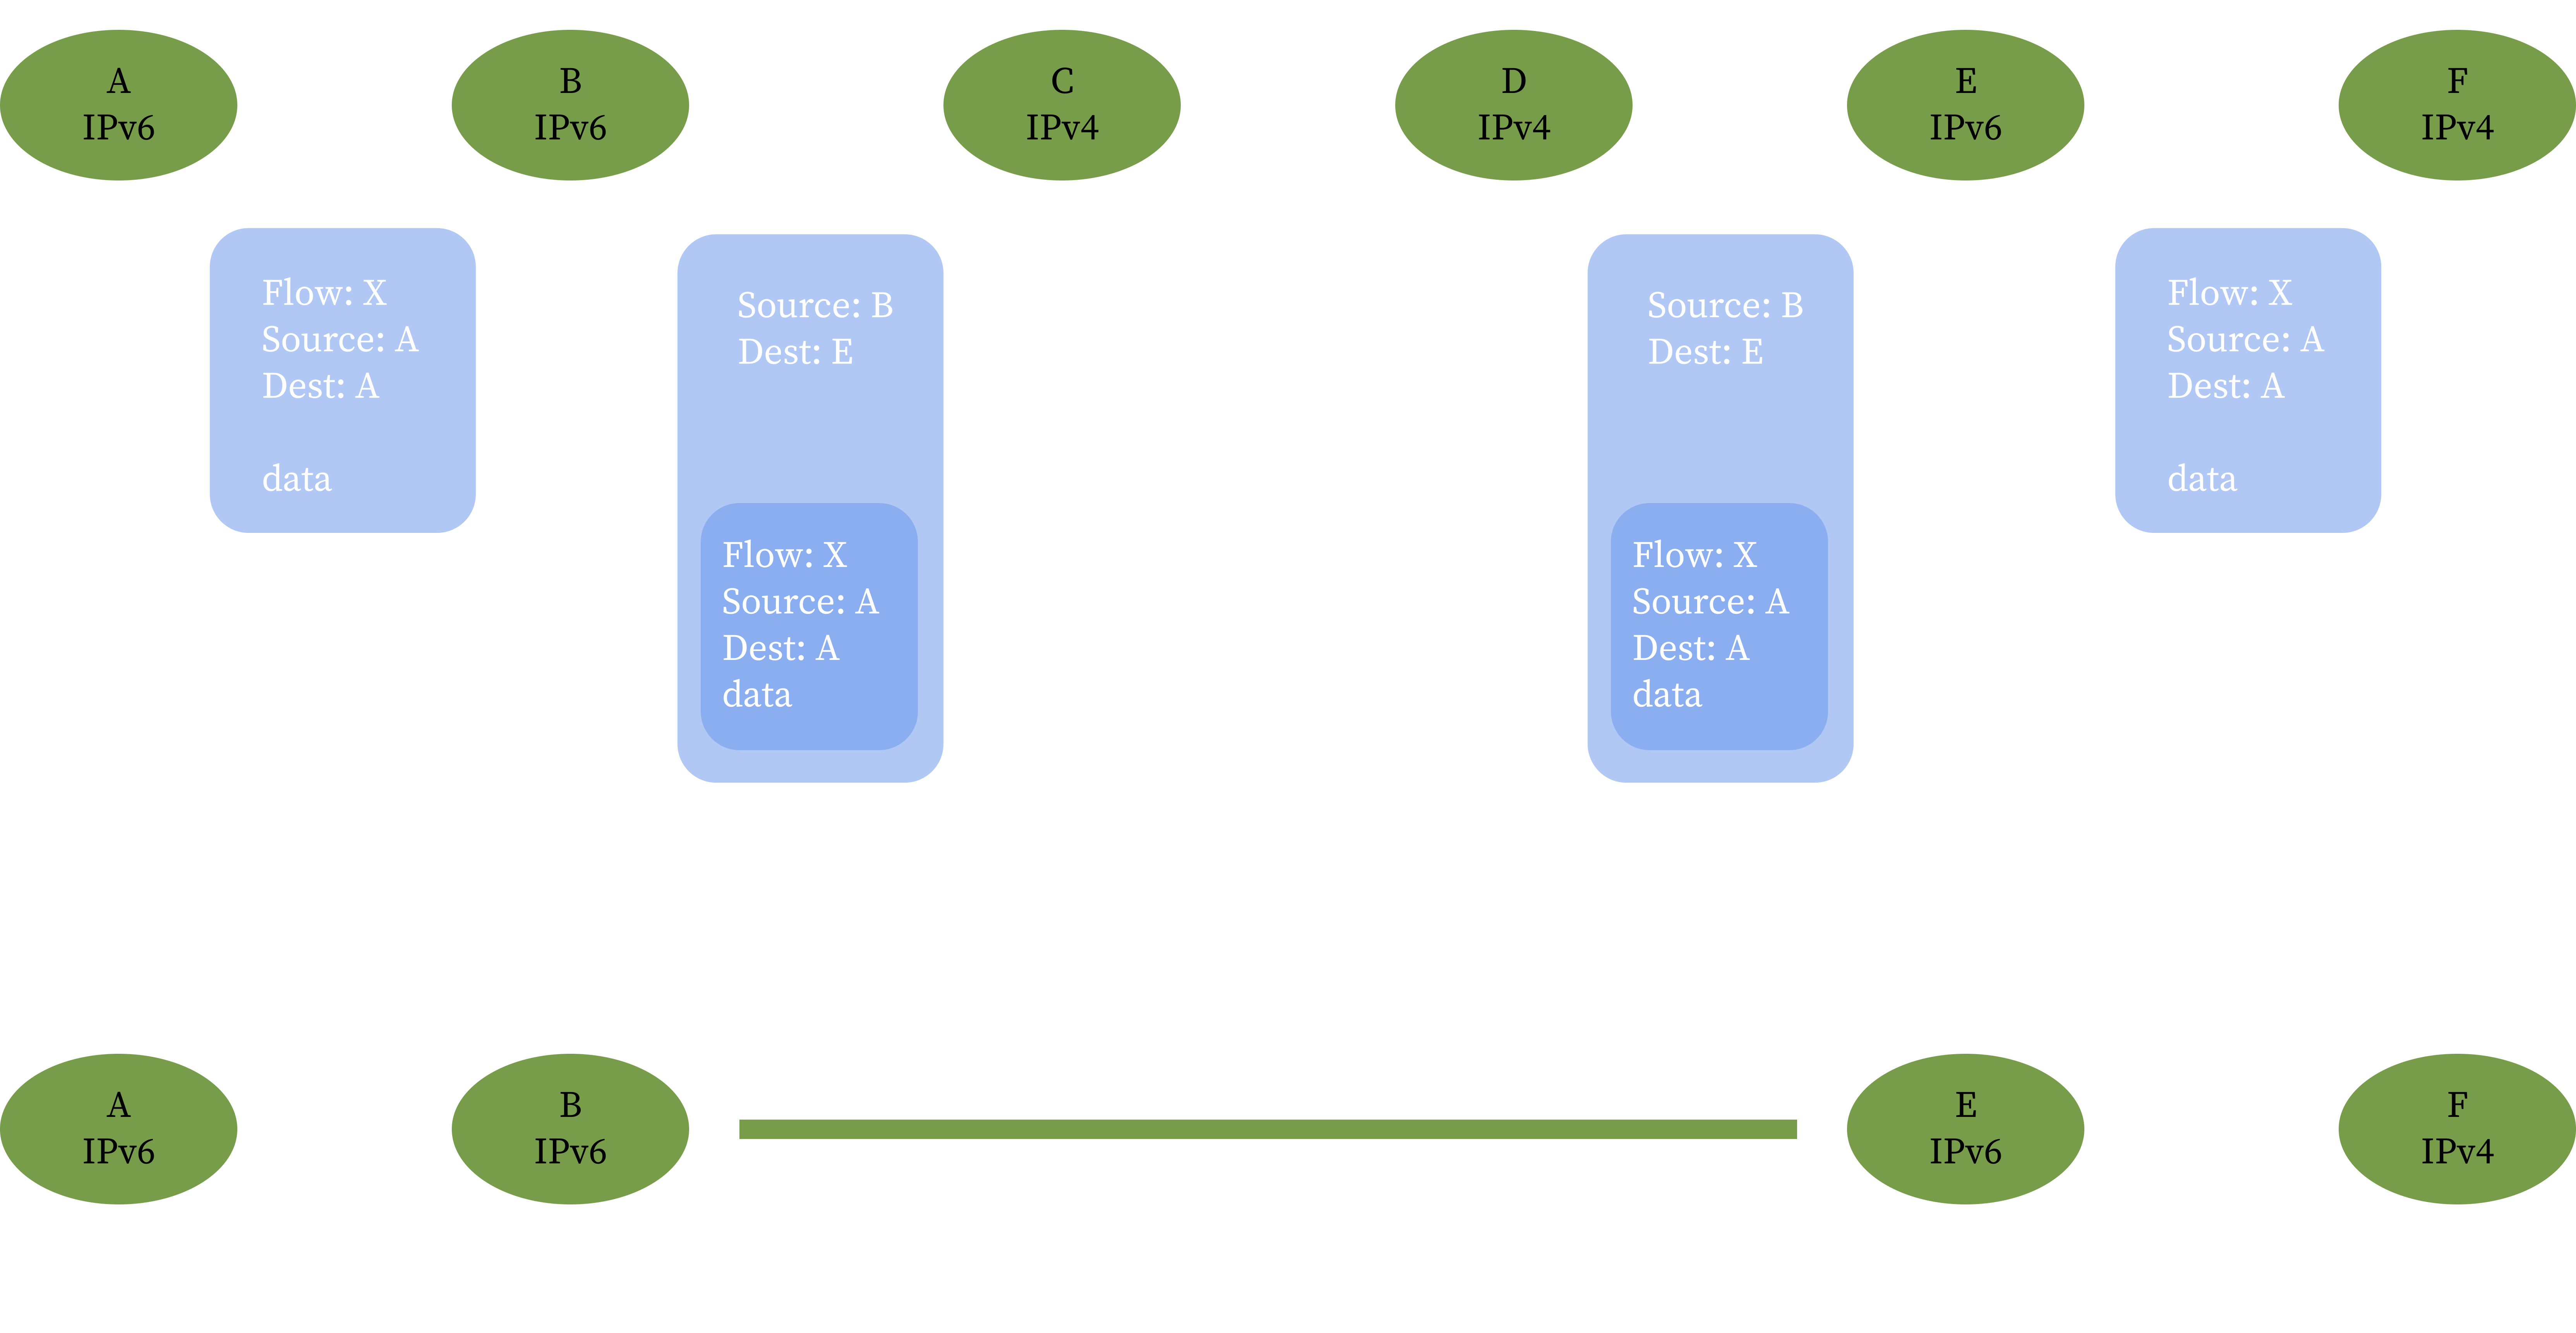 A
IPv6
B
IPv6
C
IPv4
D
IPv4
E
IPv6
F
IPv4
Flow: X
Source: A
Dest: A
data
Source: B
Dest: E
Flow: X
Source: A
Dest: A
data
Source: B
Dest: E
Flow: X
Source: A
Dest: A
data
Flow: X
Source: A
Dest: A
data
A
IPv6
B
IPv6
E
IPv6
F
IPv4